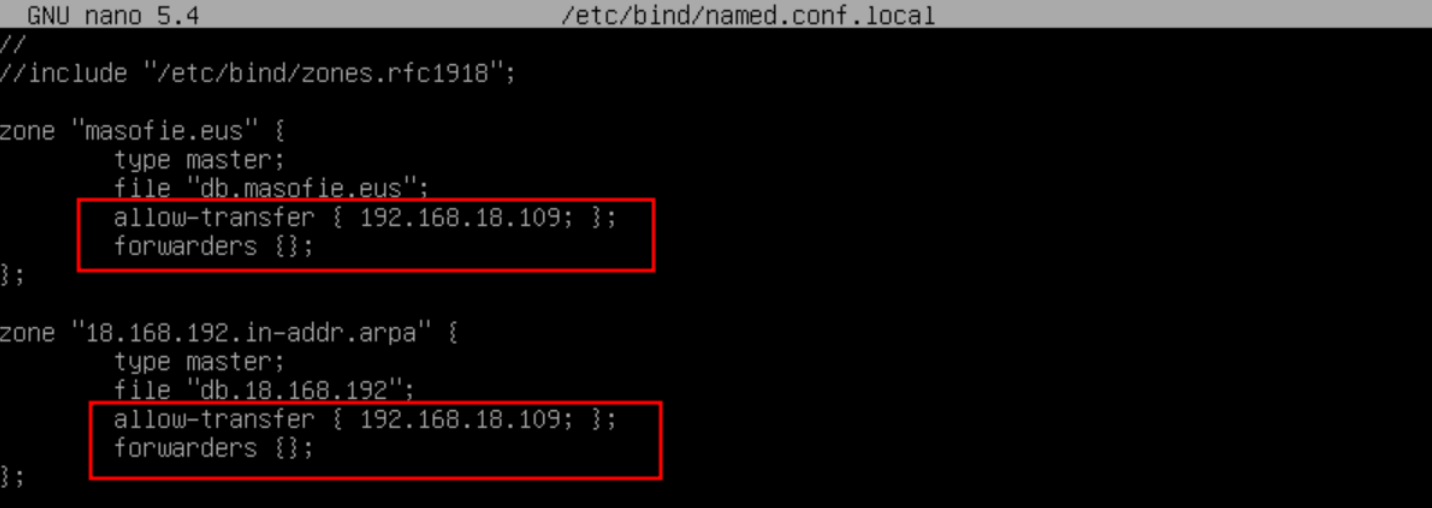 GNU nano 5.4 /etc/bind/named.conf.local
//
//include "/etc/bind/zones.rfc1918";
zone "masofie.eus" {
type master;
file "db.masofie.eus";
allow-transfer { 192.168.18.109; };
forwarders {};
};
zone "18.168.192.in-addr.arpa" {
type master;
file "db.18.168.192";
allow-transfer { 192.168.18.109; };
forwarders {};
};